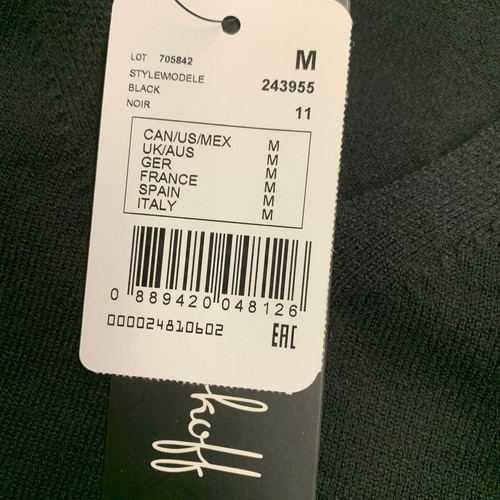 LOT 705842 M
STYLE\MODELE 243955
BLACK
NOIR 11
CAN/US/MEX M
UK/AUS M
GER M
FRANCE M
SPAIN M
ITALY M
0 889420 048126
000024810602 EAC
koff